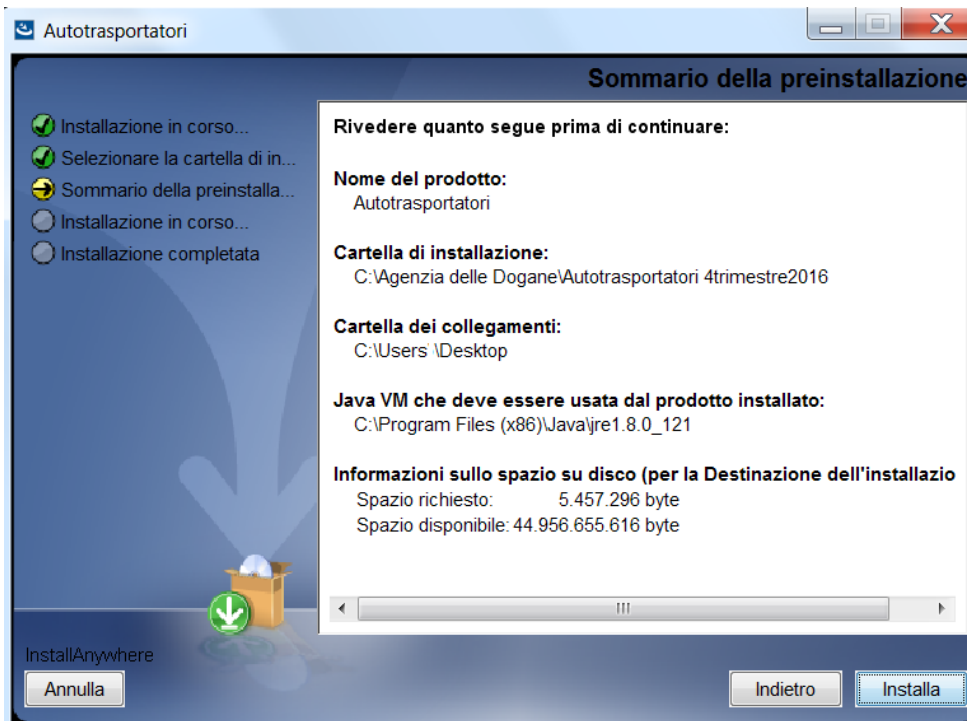 Autotrasportatori
Sommario della preinstallazione
Installazione in corso...
Selezionare la cartella di in...
Sommario della preinstalla...
Installazione in corso...
Installazione completata
Rivedere quanto segue prima di continuare:
Nome del prodotto:
Autotrasportatori
Cartella di installazione:
C:\Agenzia delle Dogane\Autotrasportatori 4trimestre2016
Cartella dei collegamenti:
C:\Users\ \Desktop
Java VM che deve essere usata dal prodotto installato:
C:\Program Files (x86)\Java\jre1.8.0_121
Informazioni sullo spazio su disco (per la Destinazione dell'installazio
Spazio richiesto: 5.457.296 byte
Spazio disponibile: 44.956.655.616 byte
InstallAnywhere
Annulla
Indietro
Installa